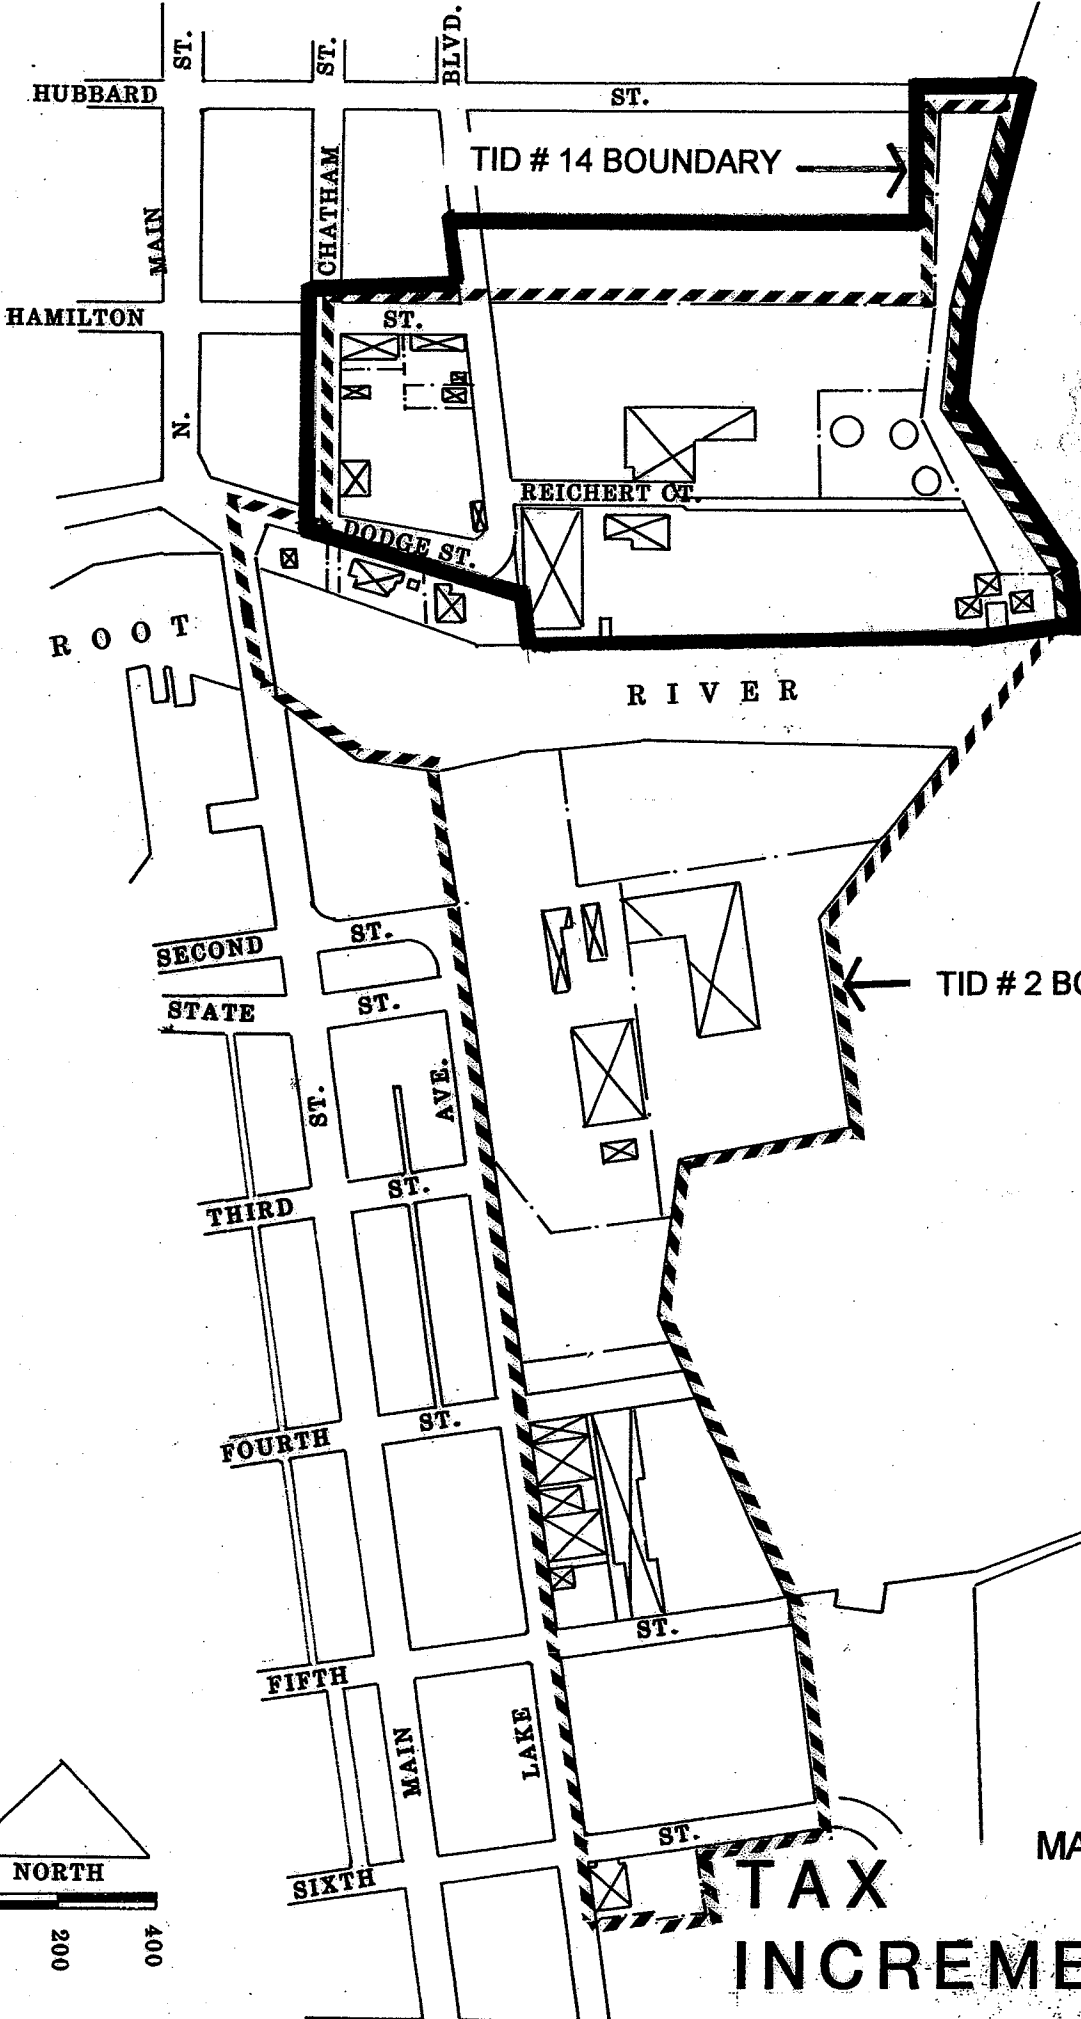 ST.
ST.
BLVD.
HUBBARD
ST.
TID # 14 BOUNDARY
CHATHAM
MAIN
HAMILTON
ST.
N.
REICHERT CT.
DODGE ST.
ROOT
RIVER
SECOND
ST.
STATE
ST.
TID # 2 BO
ST.
AVE.
THIRD
ST.
FOURTH
ST.
ST.
FIFTH
MAIN
LAKE
ST.
MA
NORTH
SIXTH
TAX
200
400
INCREME